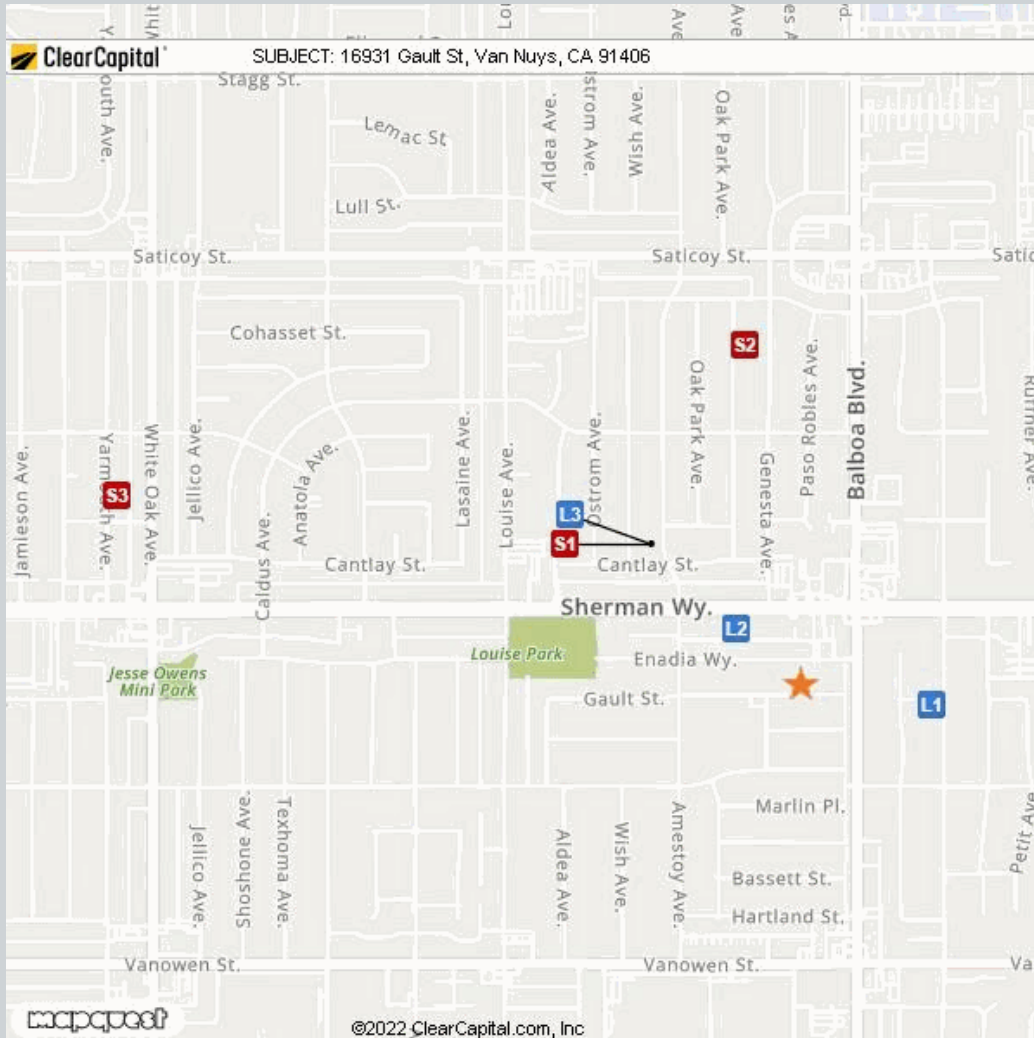 ClearCapital
SUBJECT: 16931 Gault St, Van Nuys, CA 91406
Stagg St.
Lemac St
Lull St.
Aldea Ave.
Wish Ave.
Oak Park Ave.
Saticoy St.
Saticoy St.
Cohasset St.
S2
Jamieson Ave.
White Oak Ave.
Jellico Ave.
Caldus Ave.
Anatola Ave.
Lasaine Ave.
Louise Ave.
Ostrom Ave.
Oak Park Ave.
Genesta Ave.
Paso Robles Ave.
Balboa Blvd.
S3
L3
S1
Cantlay St.
Cantlay St.
Sherman Wy.
L2
Louise Park
Enadia Wy.
Jesse Owens
Mini Park
Gault St.
L1
Marlin Pl.
Jellico Ave.
Shoshone Ave.
Texhoma Ave.
Aldea Ave.
Wish Ave.
Amestoy Ave.
Petit Ave
Bassett St.
Hartland St.
Vanowen St.
Vanowen St.
mapquest
©2022 ClearCapital.com, Inc